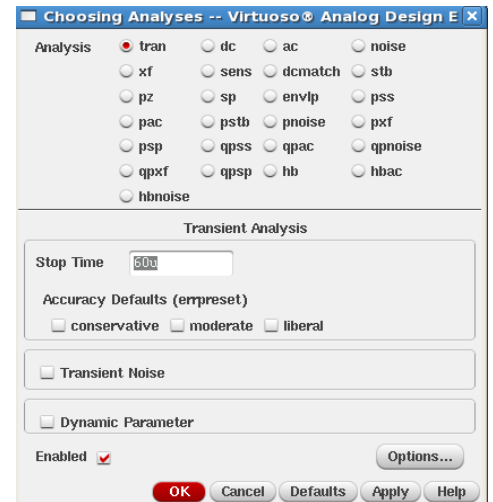 Choosing Analyses -- Virtuoso® Analog Design E
Analysis tran dc ac noise
xf sens dcmatch stb
pz sp envlp pss
pac pstb pnoise pxf
psp qpss qpac qpnoise
qpxf qpsp hb hbac
hbnoise
Transient Analysis
Stop Time 60u
Accuracy Defaults (errpreset)
conservative moderate liberal
Transient Noise
Dynamic Parameter
Enabled Options...
OK Cancel Defaults Apply Help